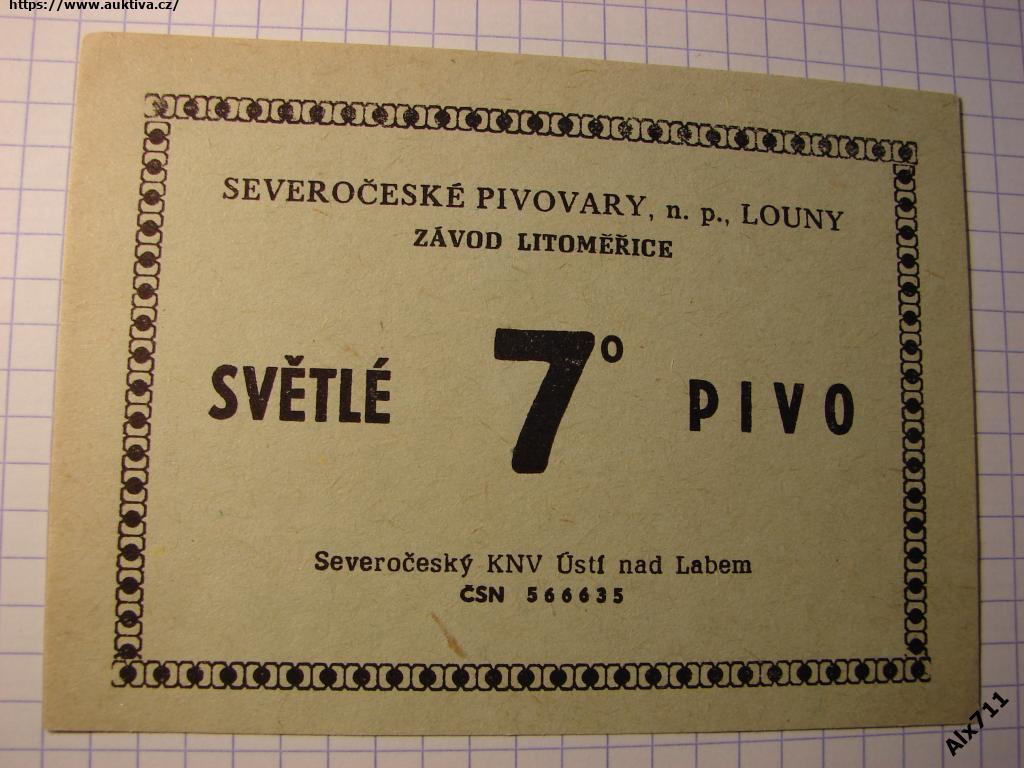 https://www.auktiva.cz/
SEVEROČESKÉ PIVOVARY, n. p., LOUNY
ZÁVOD LITOMĚŘICE
SVĚTLÉ 7° PIVO
Severočeský KNV Ústí nad Labem
ČSN 566635
Alx711